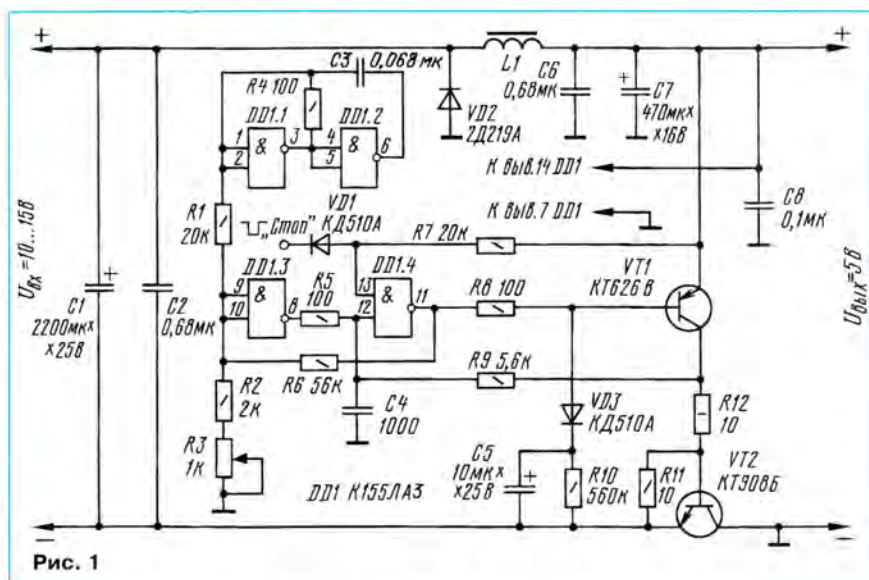 +
+
C3
0,068 мк
R4 100
DD1.1
DD1.2
1
2
&
3
4
5
&
6
L1
VD2
2Д219А
C6
0,68мк
+
C7
470мк×
×16В
К выв.14 DD1
К выв.7 DD1
C8
0,1мк
R1
20к
VD1
КД510А
„Стоп"
R7 20к
Uвх=10...15В
Uвых=5В
C1
2200мк×
×25В
+
C2
0,68мк
DD1.3
9
10
&
8
R5
100
DD1.4
13
12
&
11
R8 100
VT1
КТ626В
R6 56к
R9 5,6к
R2
2к
C4
1000
VD3
КД510А
R12
10
R3
1к
C5
10мк×
×25В
+
R10
560к
R11
10
VT2
КТ908Б
DD1 К155ЛА3
−
−
Рис. 1